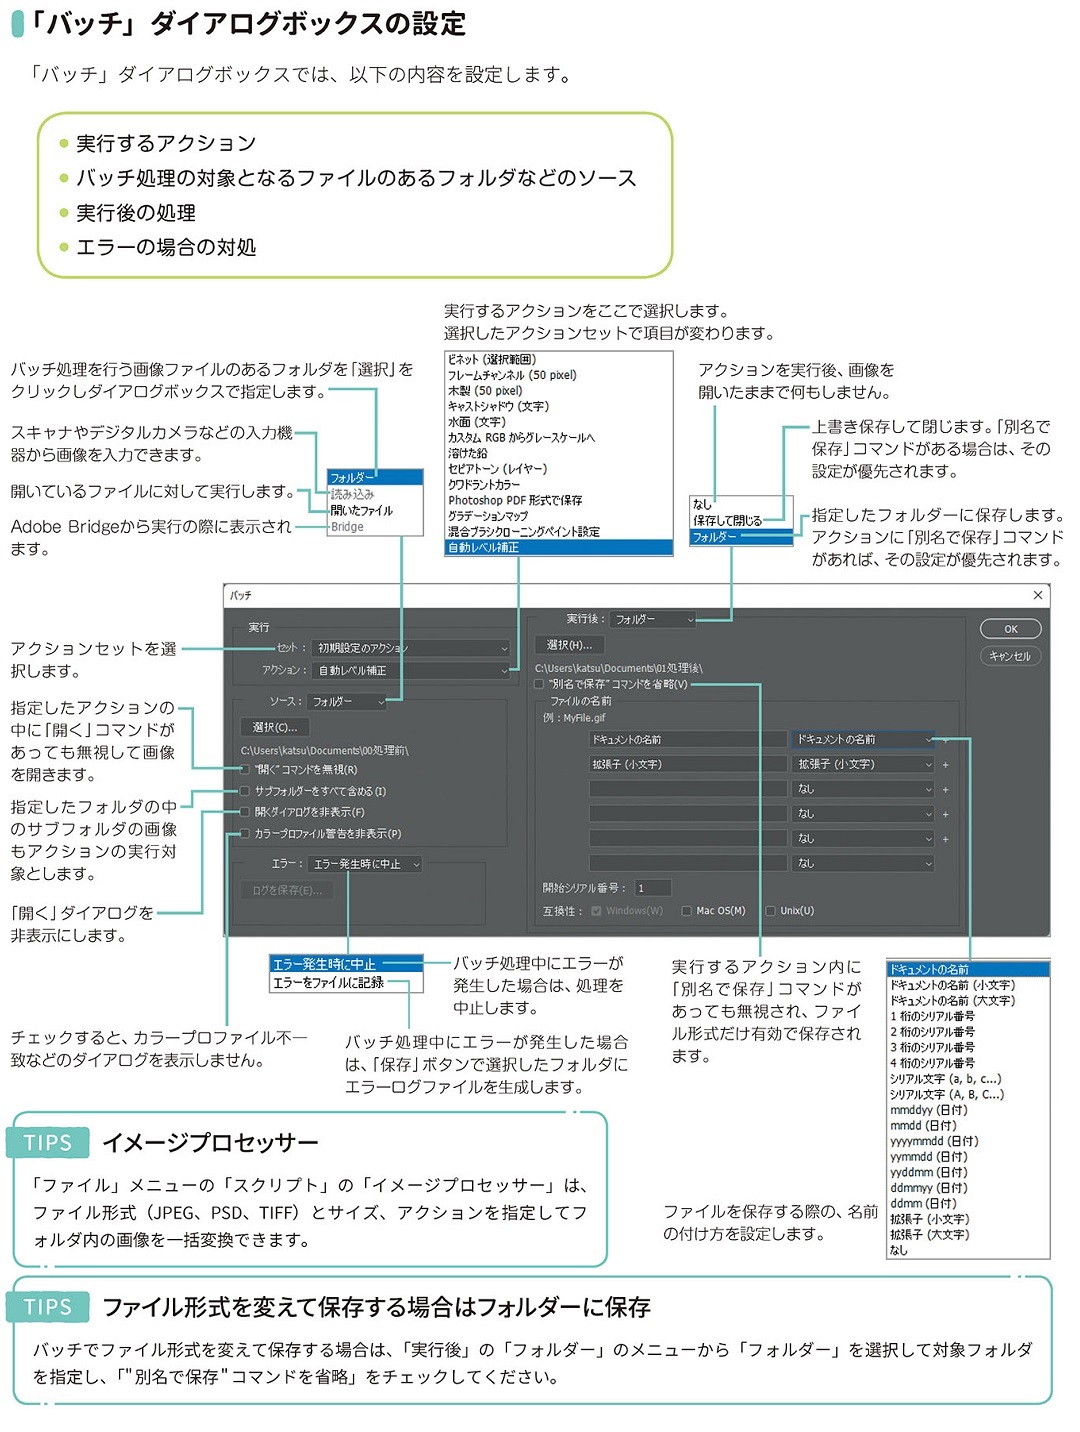 「バッチ」ダイアログボックスの設定
「バッチ」ダイアログボックスでは、以下の内容を設定します。
実行するアクション
バッチ処理の対象となるファイルのあるフォルダなどのソース
実行後の処理
エラーの場合の対処
実行するアクションをここで選択します。
選択したアクションセットで項目が変わります。
バッチ処理を行う画像ファイルのあるフォルダを「選択」を
クリックしダイアログボックスで指定します。
スキャナやデジタルカメラなどの入力機
器から画像を入力できます。
開いているファイルに対して実行します。
Adobe Bridgeから実行の際に表示され
ます。
フォルダー
読み込み
開いたファイル
Bridge
ビネット (選択範囲)
フレームチャンネル (50 pixel)
木製 (50 pixel)
キャストシャドウ (文字)
水面 (文字)
カスタム RGB からグレースケールへ
溶けた鉛
セピアトーン (レイヤー)
クワドラントカラー
Photoshop PDF 形式で保存
グラデーションマップ
混合ブラシクローニングペイント設定
自動レベル補正
アクションを実行後、画像を
開いたままで何もしません。
上書き保存して閉じます。「別名で
保存」コマンドがある場合は、その
設定が優先されます。
なし
保存して閉じる
フォルダー
指定したフォルダーに保存します。
アクションに「別名で保存」コマンド
があれば、その設定が優先されます。
アクションセットを選
択します。
指定したアクションの
中に「開く」コマンドが
あっても無視して画像
を開きます。
指定したフォルダの中
のサブフォルダの画像
もアクションの実行対
象とします。
「開く」ダイアログを
非表示にします。
バッチ
実行
セット : 初期設定のアクション
アクション : 自動レベル補正
ソース : フォルダー
選択(C)...
C:\Users\katsu\Documents\00処理前\
"開く" コマンドを無視(R)
サブフォルダーをすべて含める(I)
開くダイアログを非表示(F)
カラープロファイル警告を非表示(P)
エラー : エラー発生時に中止
ログを保存(E)...
実行後 : フォルダー
選択(H)...
C:\Users\katsu\Documents\01処理後\
"別名で保存" コマンドを省略(V)
ファイルの名前
例 : MyFile.gif
ドキュメントの名前 ドキュメントの名前 +
拡張子 (小文字) 拡張子 (小文字) +
なし +
なし +
なし +
なし
開始シリアル番号 : 1
互換性 : Windows(W) Mac OS(M) Unix(U)
OK
キャンセル
エラー発生時に中止
エラーをファイルに記録
バッチ処理中にエラーが
発生した場合は、処理を
中止します。
チェックすると、カラープロファイル不一
致などのダイアログを表示しません。
バッチ処理中にエラーが発生した場合
は、「保存」ボタンで選択したフォルダに
エラーログファイルを生成します。
実行するアクション内に
「別名で保存」コマンドが
あっても無視され、ファイ
ル形式だけ有効で保存され
ます。
ドキュメントの名前
ドキュメントの名前 (小文字)
ドキュメントの名前 (大文字)
1 桁のシリアル番号
2 桁のシリアル番号
3 桁のシリアル番号
4 桁のシリアル番号
シリアル文字 (a, b, c...)
シリアル文字 (A, B, C...)
mmddyy (日付)
mmdd (日付)
yyyymmdd (日付)
yymmdd (日付)
yyddmm (日付)
ddmmyy (日付)
ddmm (日付)
拡張子 (小文字)
拡張子 (大文字)
なし
ファイルを保存する際の、名前
の付け方を設定します。
TIPS イメージプロセッサー
「ファイル」メニューの「スクリプト」の「イメージプロセッサー」は、
ファイル形式（JPEG、PSD、TIFF）とサイズ、アクションを指定してフ
ォルダ内の画像を一括変換できます。
TIPS ファイル形式を変えて保存する場合はフォルダーに保存
バッチでファイル形式を変えて保存する場合は、「実行後」の「フォルダー」のメニューから「フォルダー」を選択して対象フォルダ
を指定し、「"別名で保存"コマンドを省略」をチェックしてください。